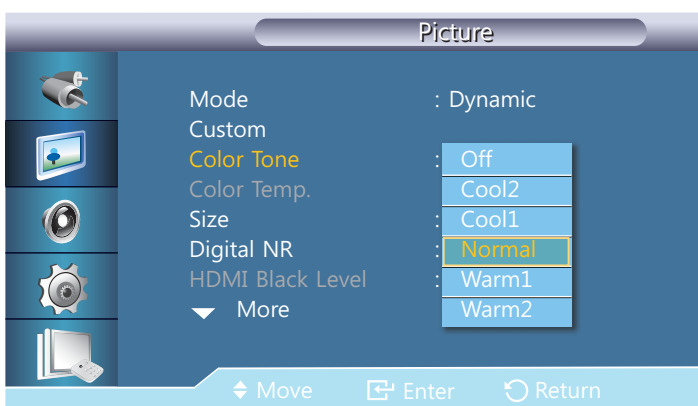 Picture
Mode : Dynamic
Custom
Color Tone : Off
Color Temp. Cool2
Size : Cool1
Digital NR : Normal
HDMI Black Level : Warm1
More Warm2
Move Enter Return